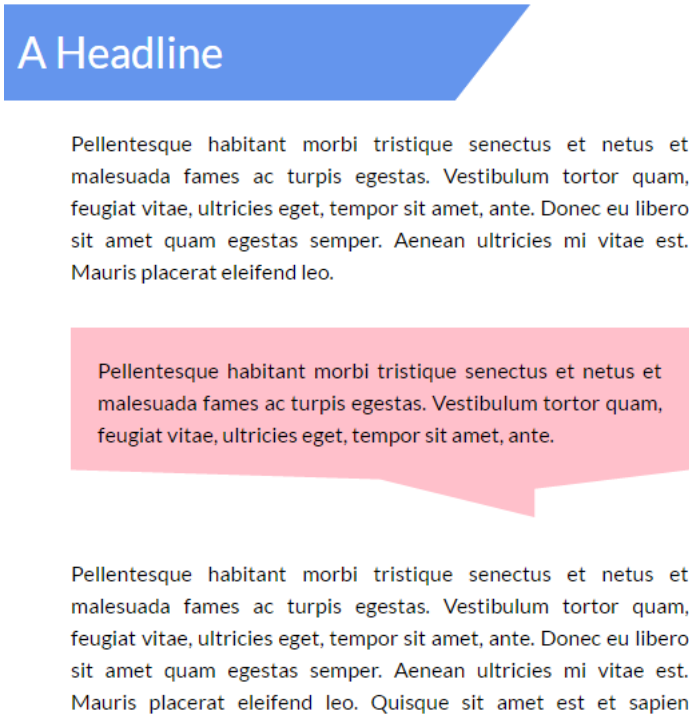 A Headline
Pellentesque habitant morbi tristique senectus et netus et
malesuada fames ac turpis egestas. Vestibulum tortor quam,
feugiat vitae, ultricies eget, tempor sit amet, ante. Donec eu libero
sit amet quam egestas semper. Aenean ultricies mi vitae est.
Mauris placerat eleifend leo.
Pellentesque habitant morbi tristique senectus et netus et
malesuada fames ac turpis egestas. Vestibulum tortor quam,
feugiat vitae, ultricies eget, tempor sit amet, ante.
Pellentesque habitant morbi tristique senectus et netus et
malesuada fames ac turpis egestas. Vestibulum tortor quam,
feugiat vitae, ultricies eget, tempor sit amet, ante. Donec eu libero
sit amet quam egestas semper. Aenean ultricies mi vitae est.
Mauris placerat eleifend leo. Quisque sit amet est et sapien